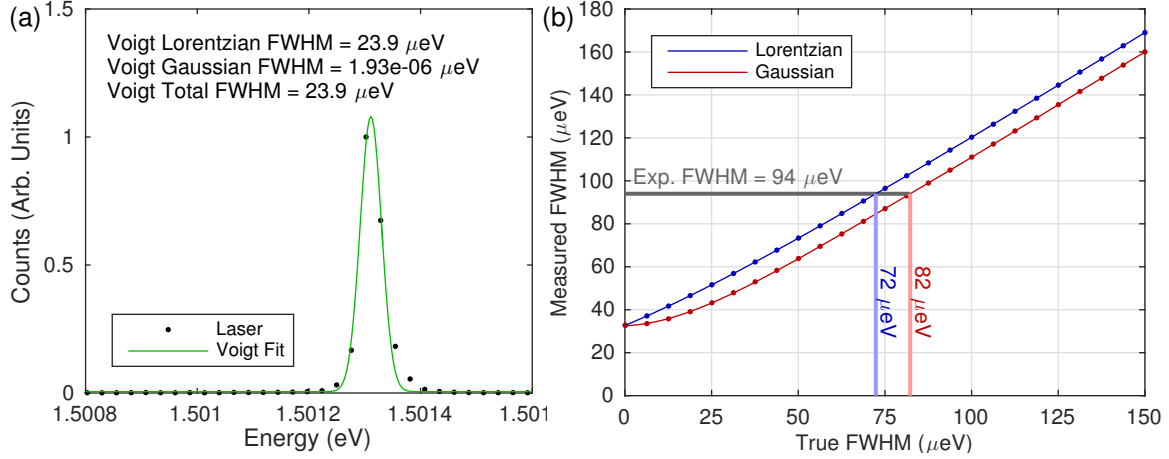 (a)
1.5
1
0.5
0
Counts (Arb. Units)
Voigt Lorentzian FWHM = 23.9 μeV
Voigt Gaussian FWHM = 1.93e-06 μeV
Voigt Total FWHM = 23.9 μeV
Laser
Voigt Fit
1.5008 1.501 1.5012 1.5014 1.501
Energy (eV)
(b)
180
160
140
120
100
80
60
40
20
0
Measured FWHM (μeV)
Lorentzian
Gaussian
Exp. FWHM = 94 μeV
72 μeV
82 μeV
0 25 50 75 100 125 150
True FWHM (μeV)